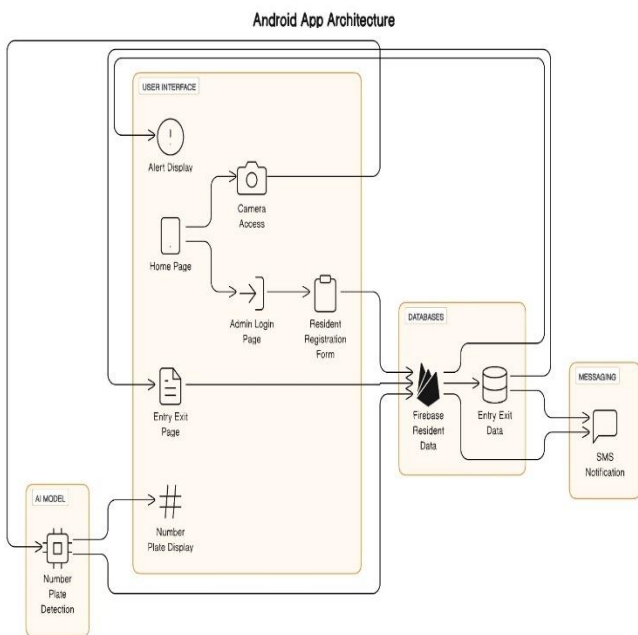 Android App Architecture
USER INTERFACE
Alert Display
Camera
Access
Home Page
Admin Login
Page
Resident
Registration
Form
DATABASES
Entry Exit
Page
Firebase
Resident
Data
Entry Exit
Data
MESSAGING
SMS
Notification
AI MODEL
Number
Plate Display
Number
Plate
Detection